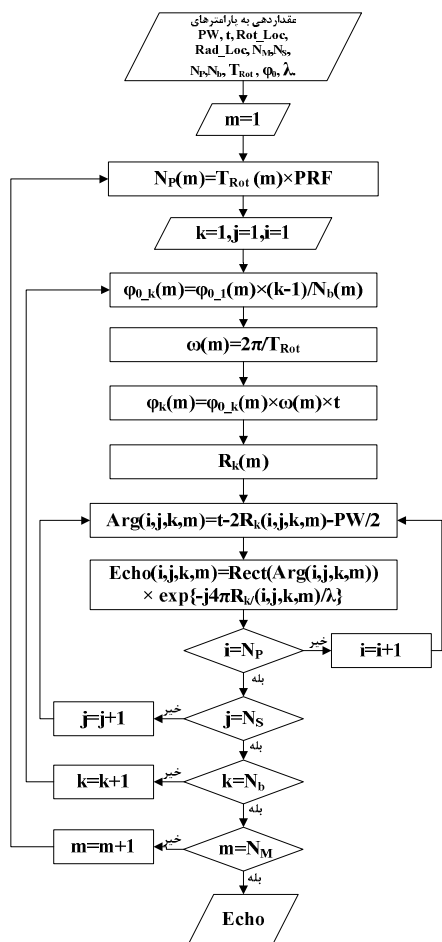 عقداردهی به پارامترهای
PW, t, Rot_Loc,
Rad_Loc, N_M,N_S,
N_P,N_b, T_Rot , φ_0, λ.
m=1
N_P(m)=T_Rot (m)×PRF
k=1,j=1,i=1
φ_0_k(m)=φ_0_1(m)×(k-1)/N_b(m)
ω(m)=2π/T_Rot
φ_k(m)=φ_0_k(m)×ω(m)×t
R_k(m)
Arg(i,j,k,m)=t-2R_k(i,j,k,m)-PW/2
Echo(i,j,k,m)=Rect(Arg(i,j,k,m))
× exp{-j4πR_k/(i,j,k,m)/λ}
i=N_P
خیر
i=i+1
بله
j=j+1
خیر
j=N_S
بله
k=k+1
خیر
k=N_b
بله
m=m+1
خیر
m=N_M
بله
Echo